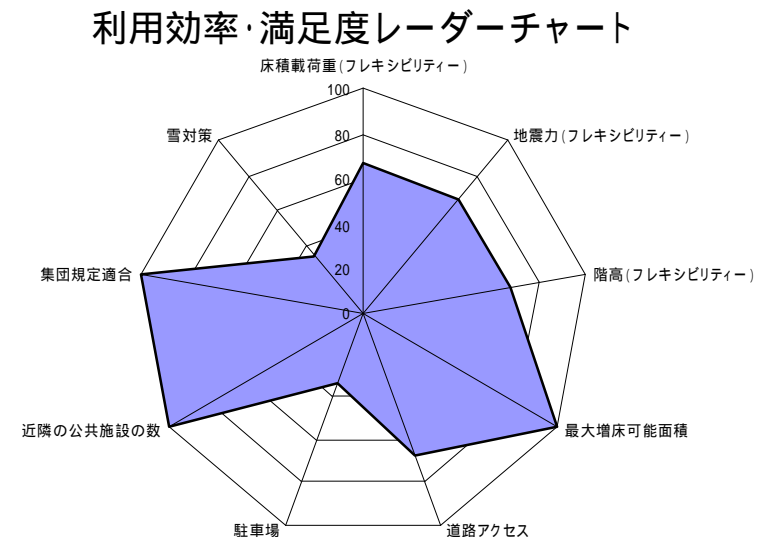 利用効率・満足度レーダーチャート
床積載荷重(フレキシビリティー)
100
80
60
40
20
0
地震力(フレキシビリティー)
階高(フレキシビリティー)
最大増床可能面積
道路アクセス
駐車場
近隣の公共施設の数
集団規定適合
雪対策